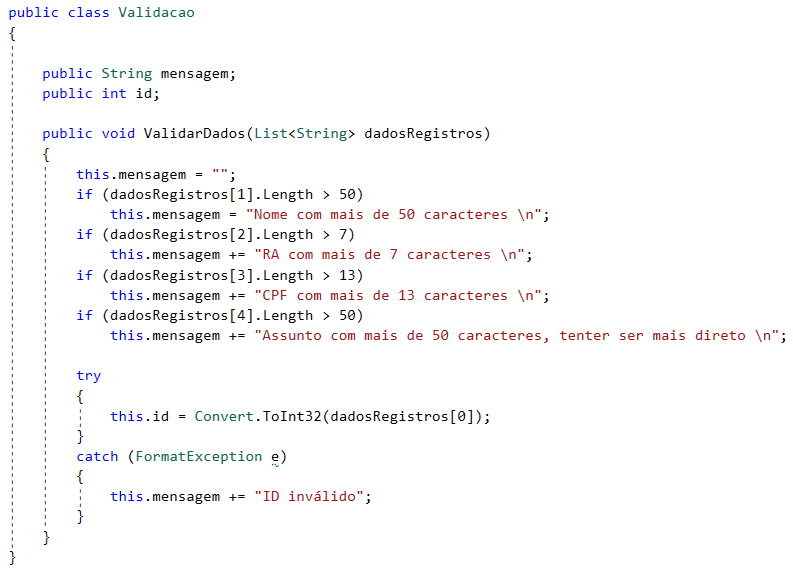 public class Validacao
{
public String mensagem;
public int id;
public void ValidarDados(List<String> dadosRegistros)
{
this.mensagem = "";
if (dadosRegistros[1].Length > 50)
this.mensagem = "Nome com mais de 50 caracteres \n";
if (dadosRegistros[2].Length > 7)
this.mensagem += "RA com mais de 7 caracteres \n";
if (dadosRegistros[3].Length > 13)
this.mensagem += "CPF com mais de 13 caracteres \n";
if (dadosRegistros[4].Length > 50)
this.mensagem += "Assunto com mais de 50 caracteres, tenter ser mais direto \n";
try
{
this.id = Convert.ToInt32(dadosRegistros[0]);
}
catch (FormatException e)
{
this.mensagem += "ID inválido";
}
}
}